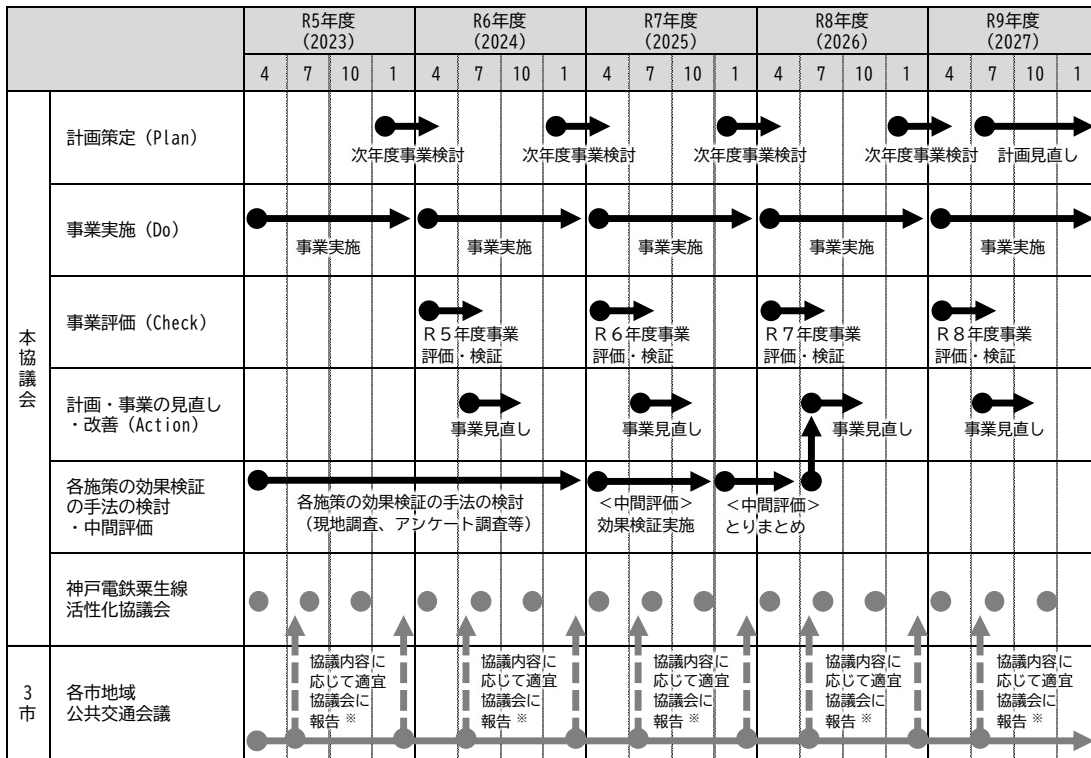 R5年度 R6年度 R7年度 R8年度 R9年度
(2023) (2024) (2025) (2026) (2027)
4 7 10 1 4 7 10 1 4 7 10 1 4 7 10 1 4 7 10 1
本協議会
計画策定（Plan）
次年度事業検討 次年度事業検討 次年度事業検討 次年度事業検討 計画見直し
事業実施（Do）
事業実施 事業実施 事業実施 事業実施 事業実施
事業評価（Check）
Ｒ５年度事業 Ｒ６年度事業 Ｒ７年度事業 Ｒ８年度事業
評価・検証 評価・検証 評価・検証 評価・検証
計画・事業の見直し
・改善（Action）
事業見直し 事業見直し 事業見直し 事業見直し
各施策の効果検証
の手法の検討
・中間評価
各施策の効果検証の手法の検討
（現地調査、アンケート調査等）
＜中間評価＞
効果検証実施
＜中間評価＞
とりまとめ
神戸電鉄粟生線
活性化協議会
3市
各市地域
公共交通会議
協議内容に 協議内容に 協議内容に 協議内容に 協議内容に
応じて適宜 応じて適宜 応じて適宜 応じて適宜 応じて適宜
協議会に 協議会に 協議会に 協議会に 協議会に
報告※ 報告※ 報告※ 報告※ 報告※